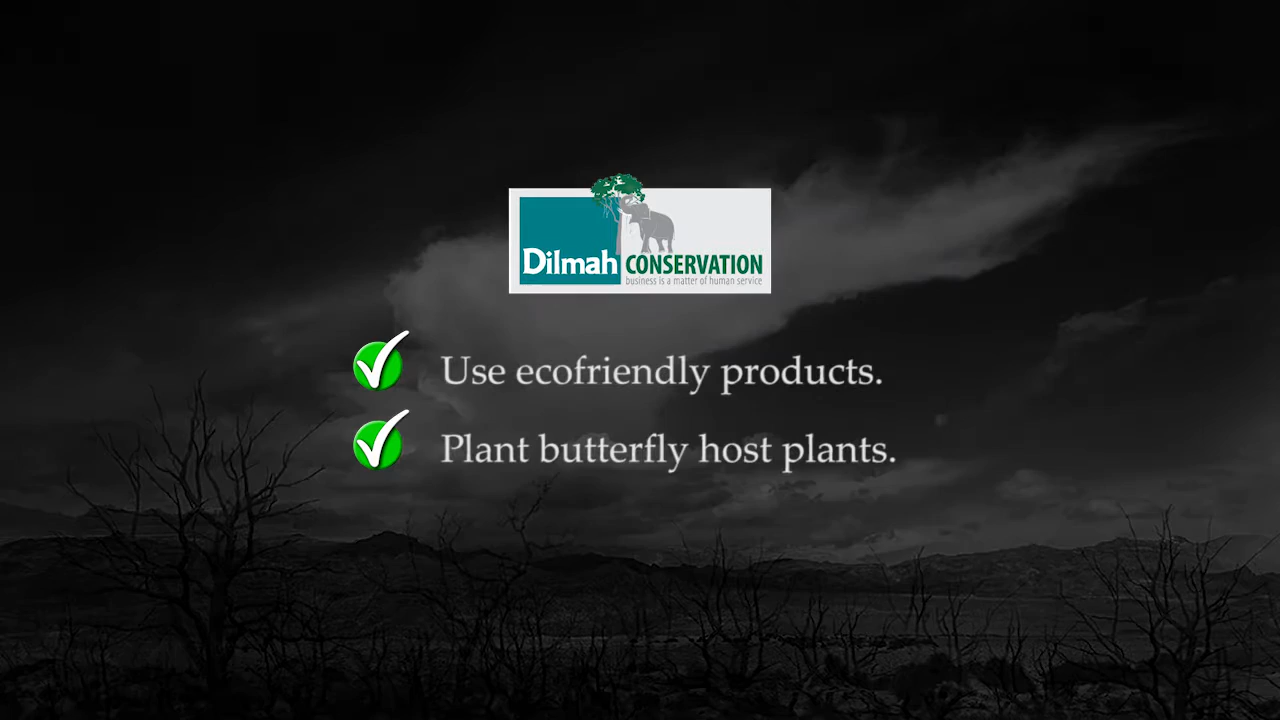 Dilmah CONSERVATION
business is a matter of human service
Use ecofriendly products.
Plant butterfly host plants.